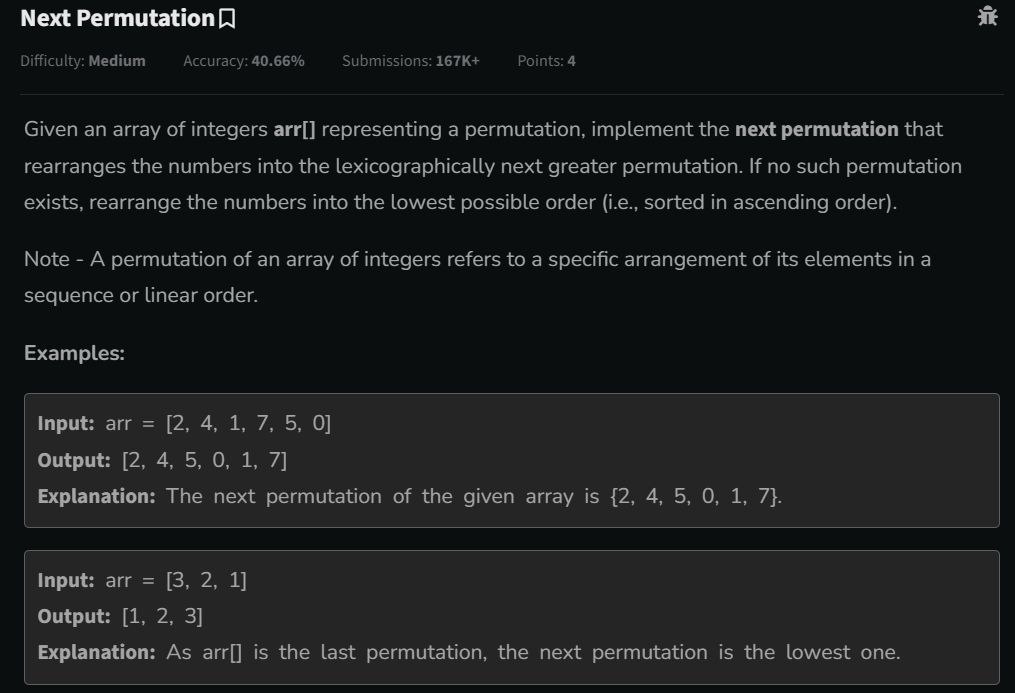 Next Permutation
Difficulty: Medium Accuracy: 40.66% Submissions: 167K+ Points: 4
Given an array of integers arr[] representing a permutation, implement the next permutation that
rearranges the numbers into the lexicographically next greater permutation. If no such permutation
exists, rearrange the numbers into the lowest possible order (i.e., sorted in ascending order).
Note - A permutation of an array of integers refers to a specific arrangement of its elements in a
sequence or linear order.
Examples:
Input: arr = [2, 4, 1, 7, 5, 0]
Output: [2, 4, 5, 0, 1, 7]
Explanation: The next permutation of the given array is {2, 4, 5, 0, 1, 7}.
Input: arr = [3, 2, 1]
Output: [1, 2, 3]
Explanation: As arr[] is the last permutation, the next permutation is the lowest one.